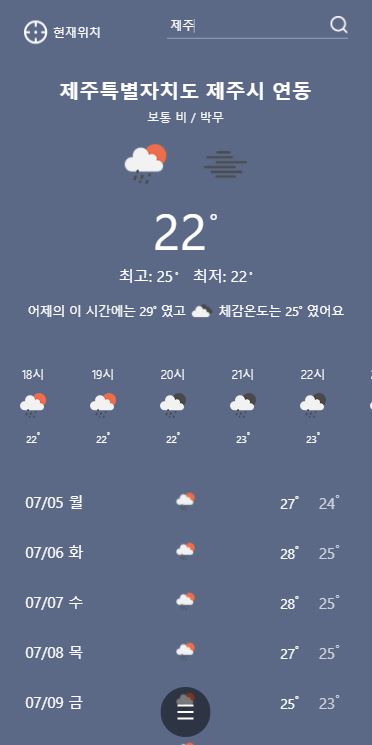 현재위치 제주
제주특별자치도 제주시 연동
보통 비 / 박무
22°
최고: 25° 최저: 22°
어제의 이 시간에는 29° 였고 체감온도는 25° 였어요
18시 19시 20시 21시 22시
22° 22° 22° 23° 23°
07/05 월 27° 24°
07/06 화 28° 25°
07/07 수 28° 25°
07/08 목 27° 25°
07/09 금 25° 23°